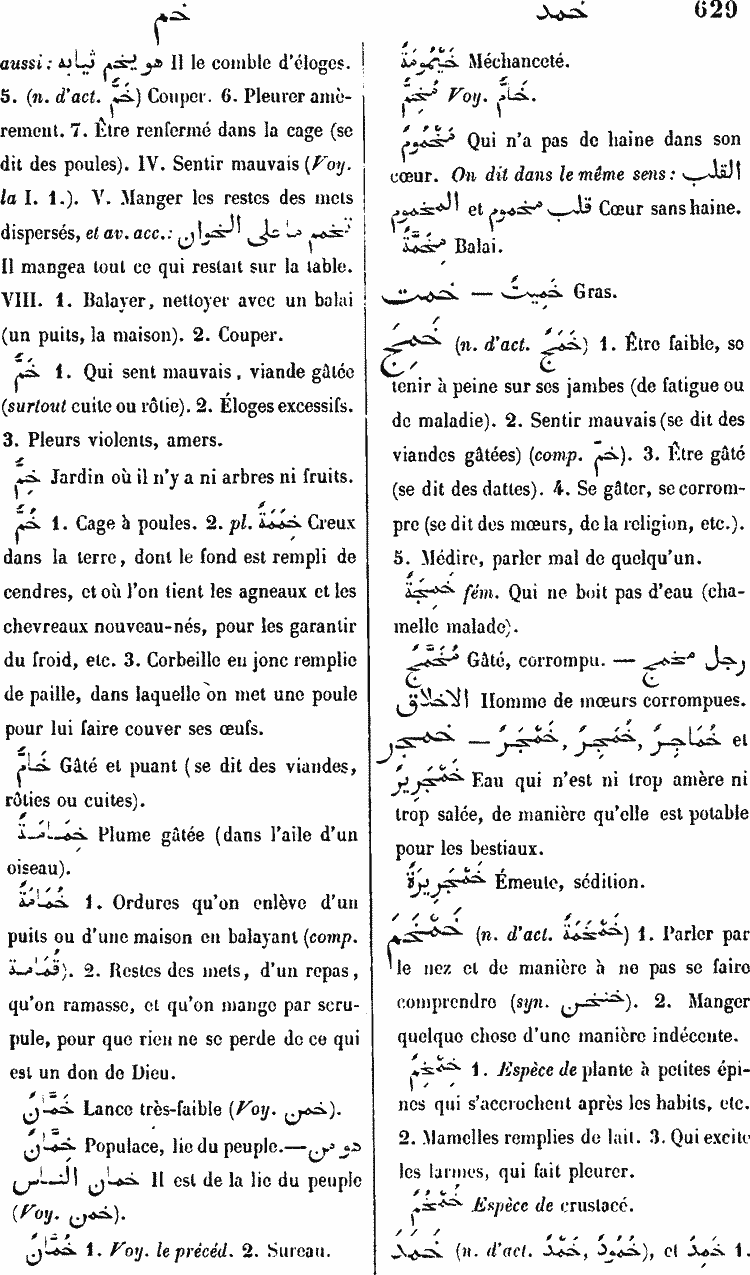 خم
خمد
629
aussi : هو يخم ثيابه Il le comble d'éloges.
5. (n. d'act. خَمٌّ) Couper. 6. Pleurer amè-
rement. 7. Être renfermé dans la cage (se
dit des poules). IV. Sentir mauvais (Voy.
la I. 1.). V. Manger les restes des mets
dispersés, et av. acc.: تخمم ما على الخوان
Il mangea tout ce qui restait sur la table.
VIII. 1. Balayer, nettoyer avec un balai
(un puits, la maison). 2. Couper.
خَمٌّ 1. Qui sent mauvais, viande gâtée
(surtout cuite ou rôtie). 2. Éloges excessifs.
3. Pleurs violents, amers.
خِمٌّ Jardin où il n'y a ni arbres ni fruits.
خُمٌّ 1. Cage à poules. 2. pl. خُمَمَةٌ Creux
dans la terre, dont le fond est rempli de
cendres, et où l'on tient les agneaux et les
chevreaux nouveau-nés, pour les garantir
du froid, etc. 3. Corbeille en jonc remplie
de paille, dans laquelle on met une poule
pour lui faire couver ses œufs.
خَامٌّ Gâté et puant (se dit des viandes,
rôties ou cuites).
خِمَامَةٌ Plume gâtée (dans l'aile d'un
oiseau).
خُمَامَةٌ 1. Ordures qu'on enlève d'un
puits ou d'une maison en balayant (comp.
قمامة). 2. Restes des mets, d'un repas,
qu'on ramasse, et qu'on mange par scru-
pule, pour que rien ne se perde de ce qui
est un don de Dieu.
خَمَّانٌ Lance très-faible (Voy. خمن).
خِمَّانٌ Populace, lie du peuple.—هو من
خمان الناس Il est de la lie du peuple
(Voy. خمن).
خُمَّانٌ 1. Voy. le précéd. 2. Sureau.
خَيْمُومَةٌ Méchanceté.
مُخِمٌّ Voy. خَامٌّ.
مَخْمُومٌ Qui n'a pas de haine dans son
cœur. On dit dans le même sens : القلب
المخموم et قلب مخموم Cœur sans haine.
مِخَمَّةٌ Balai.
خمت — خَمِيتٌ Gras.
خَمِجَ (n. d'act. خَمَجٌ) 1. Être faible, se
tenir à peine sur ses jambes (de fatigue ou
de maladie). 2. Sentir mauvais (se dit des
viandes gâtées) (comp. خمّ). 3. Être gâté
(se dit des dattes). 4. Se gâter, se corrom-
pre (se dit des mœurs, de la religion, etc.).
5. Médire, parler mal de quelqu'un.
خَمِجَةٌ fém. Qui ne boit pas d'eau (cha-
melle malade).
مُخَمَّجٌ Gâté, corrompu. — رجل مخمج
الاخلاق Homme de mœurs corrompues.
خمجر — خَمْجَرٌ, خُمَجِرٌ, خُمَاجِرٌ et
خَمْجَرِيرٌ Eau qui n'est ni trop amère ni
trop salée, de manière qu'elle est potable
pour les bestiaux.
خَمْجَرِيرَةٌ Émeute, sédition.
خَمْخَمَ (n. d'act. خَمْخَمَةٌ) 1. Parler par
le nez et de manière à ne pas se faire
comprendre (syn. خنخن). 2. Manger
quelque chose d'une manière indécente.
خِمْخِمٌ 1. Espèce de plante à petites épi-
nes qui s'accrochent après les habits, etc.
2. Mamelles remplies de lait. 3. Qui excite
les larmes, qui fait pleurer.
خُمْخُمٌ Espèce de crustacé.
خَمَدَ (n. d'act. خَمْدٌ, خُمُودٌ), et خَمِدَ 1.